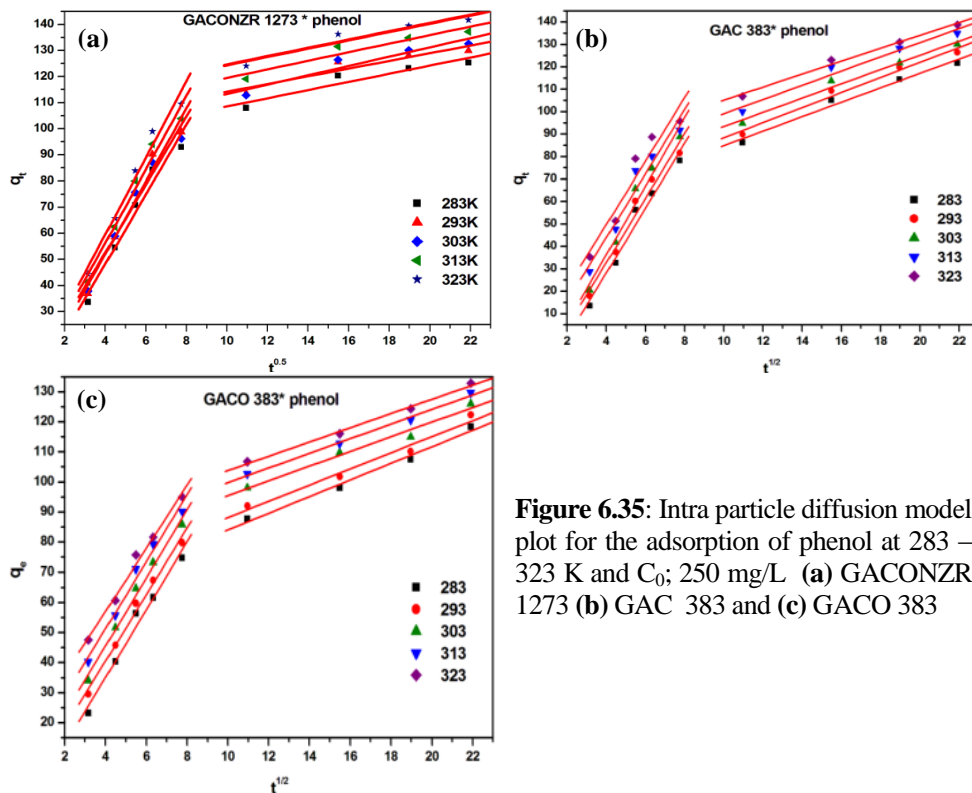 (a)
GACONZR 1273 * phenol
140
130
120
110
100
90
80
70
60
50
40
30
qt
283K
293K
303K
313K
323K
2 4 6 8 10 12 14 16 18 20 22
t^0.5
(b)
GAC 383* phenol
140
130
120
110
100
90
80
70
60
50
40
30
20
10
qt
283
293
303
313
323
2 4 6 8 10 12 14 16 18 20 22
t^1/2
(c)
GACO 383* phenol
130
120
110
100
90
80
70
60
50
40
30
20
qe
283
293
303
313
323
2 4 6 8 10 12 14 16 18 20 22
t^1/2
Figure 6.35: Intra particle diffusion model
plot for the adsorption of phenol at 283 –
323 K and C0; 250 mg/L (a) GACONZR
1273 (b) GAC 383 and (c) GACO 383